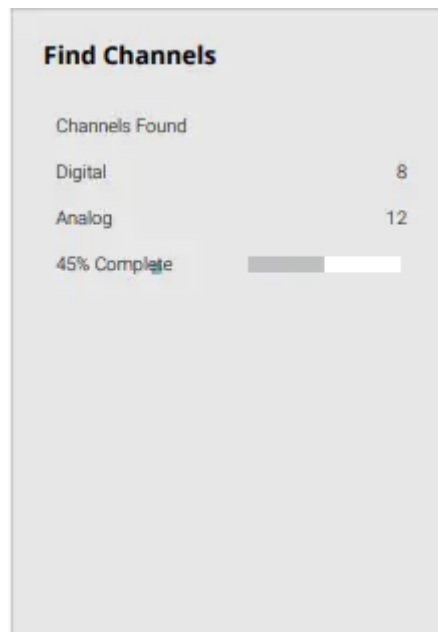 Find Channels
Channels Found
Digital 8
Analog 12
45% Complete